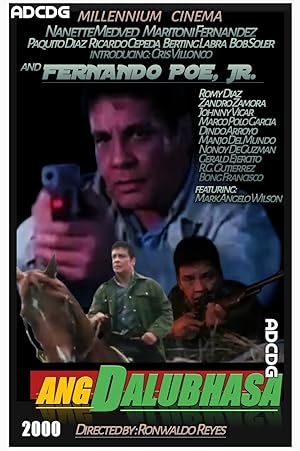 ADCDG
MILLENNIUM CINEMA
NANETTE MEDVED MARITONI FERNANDEZ
PAQUITO DIAZ RICARDO CEPEDA BERTING LABRA BOB SOLER
INTRODUCING: CRIS VILLONCO
AND FERNANDO POE, JR.
ROMY DIAZ
ZANDRO ZAMORA
JOHNNY VICAR
MARCO POLO GARCIA
DINDO ARROYO
MANJO DEL MUNDO
NONOY DE GUZMAN
GERALD EJERCITO
R.G. GUTIERREZ
BONG FRANCISCO
FEATURING:
MARK ANGELO WILSON
ADCDG
ANG DALUBHASA
2000
DIRECTED BY: RONWALDO REYES